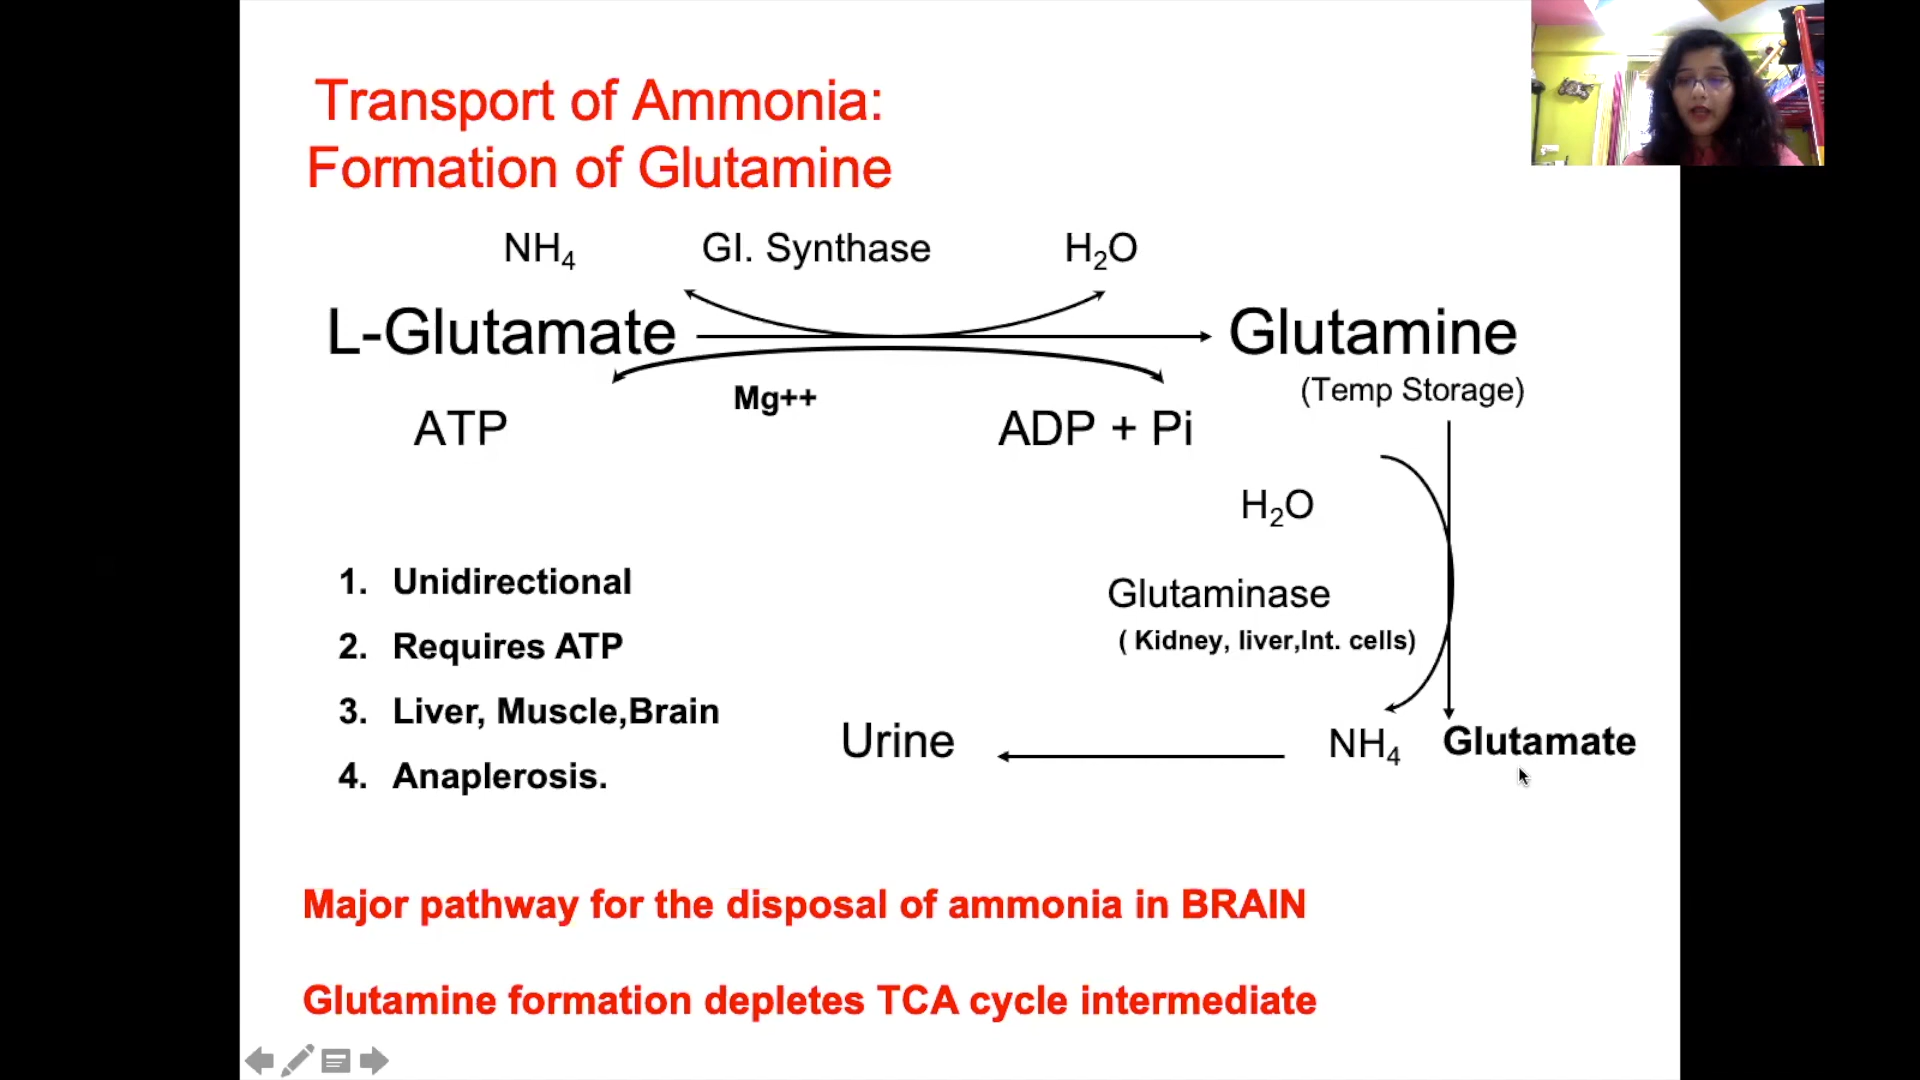 Transport of Ammonia:
Formation of Glutamine
NH4 Gl. Synthase H2O
L-Glutamate Glutamine
(Temp Storage)
Mg++
ATP ADP + Pi
H2O
1. Unidirectional
Glutaminase
2. Requires ATP
( Kidney, liver,Int. cells)
3. Liver, Muscle,Brain
Urine NH4 Glutamate
4. Anaplerosis.
Major pathway for the disposal of ammonia in BRAIN
Glutamine formation depletes TCA cycle intermediate